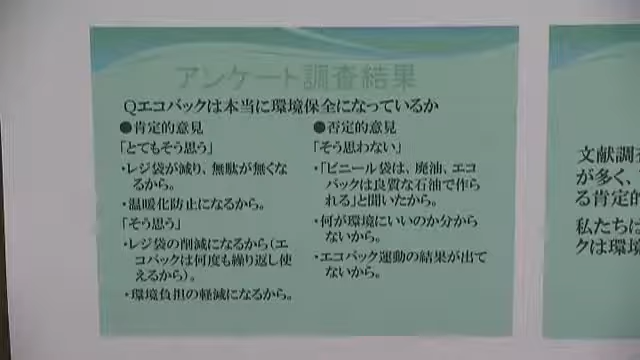 アンケート調査結果
Qエコバックは本当に環境保全になっているか
●肯定的意見
「とてもそう思う」
・レジ袋が減り、無駄が無くな
るから。
・温暖化防止になるから。
「そう思う」
・レジ袋の削減になるから(エ
コバックは何度も繰り返し使
えるから)。
・環境負担の軽減になるから。
●否定的意見
「そう思わない」
・「ビニール袋は、廃油、エコ
バックは良質な石油で作ら
れる」と聞いたから。
・何が環境にいいのか分から
ないから。
・エコバック運動の結果が出て
ないから。
文献調
が多く、
る肯定的
私たちは
クは環境